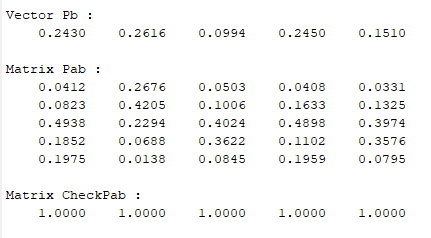 Vector Pb :
0.2430 0.2616 0.0994 0.2450 0.1510
Matrix Pab :
0.0412 0.2676 0.0503 0.0408 0.0331
0.0823 0.4205 0.1006 0.1633 0.1325
0.4938 0.2294 0.4024 0.4898 0.3974
0.1852 0.0688 0.3622 0.1102 0.3576
0.1975 0.0138 0.0845 0.1959 0.0795
Matrix CheckPab :
1.0000 1.0000 1.0000 1.0000 1.0000